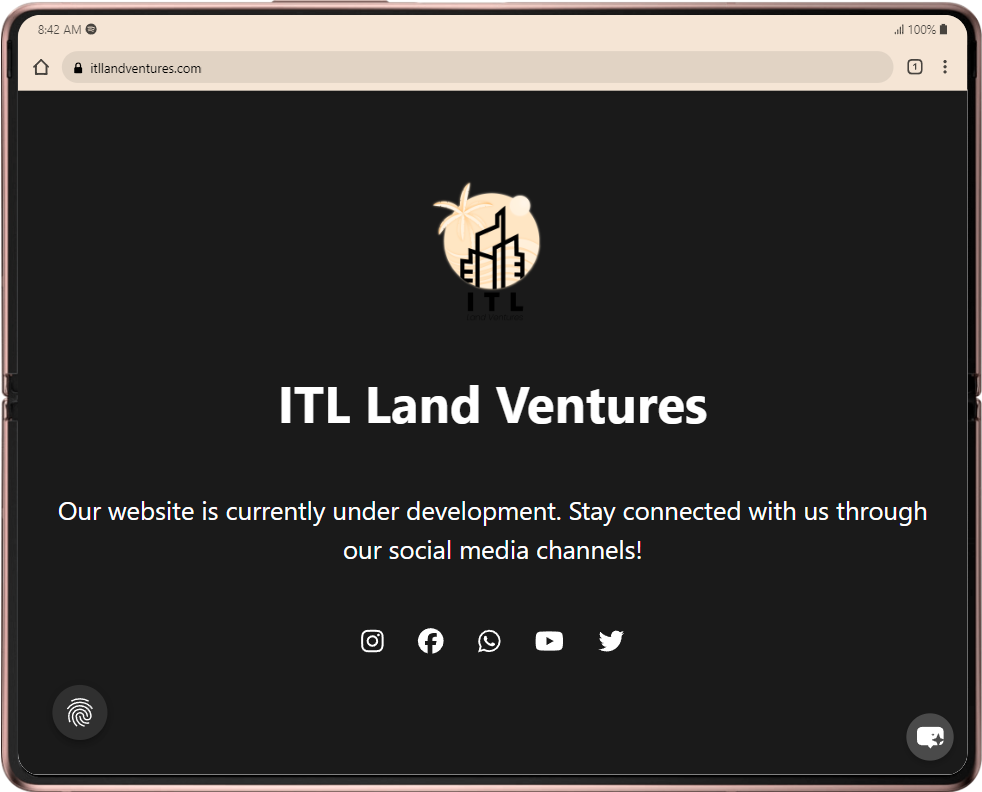 8:42 AM
100%
itllandventures.com
1
ITL
ITL Land Ventures
Our website is currently under development. Stay connected with us through
our social media channels!